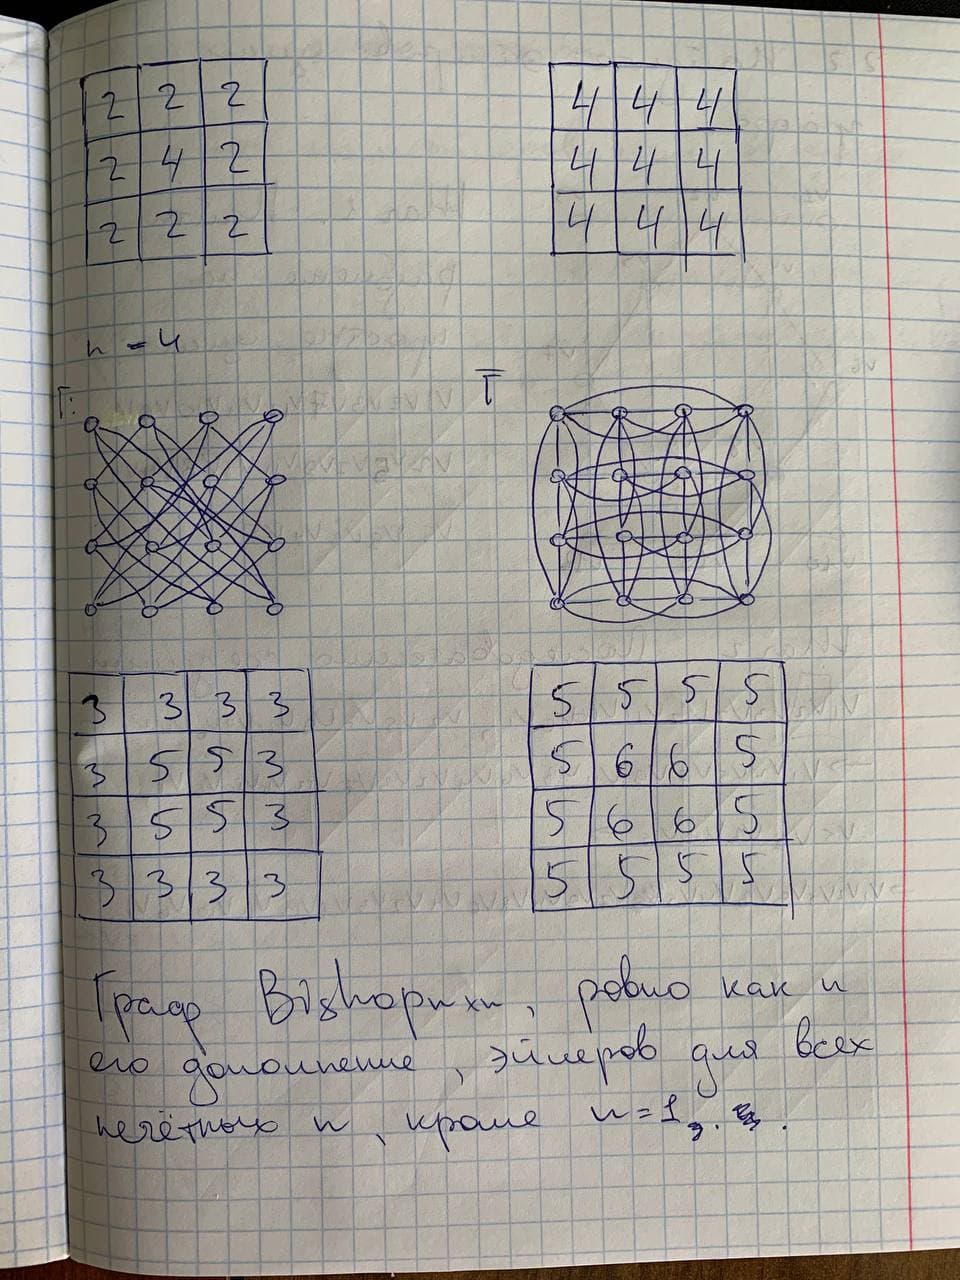 2 2 2
2 4 2
2 2 2
4 4 4
4 4 4
4 4 4
n = 4
Г:
Г̅
3 3 3 3
3 5 5 3
3 5 5 3
3 3 3 3
5 5 5 5
5 6 6 5
5 6 6 5
5 5 5 5
Граф Bishop n×n, ровно как и
его дополнение, эйлеров для всех
нечётных n, кроме n=1